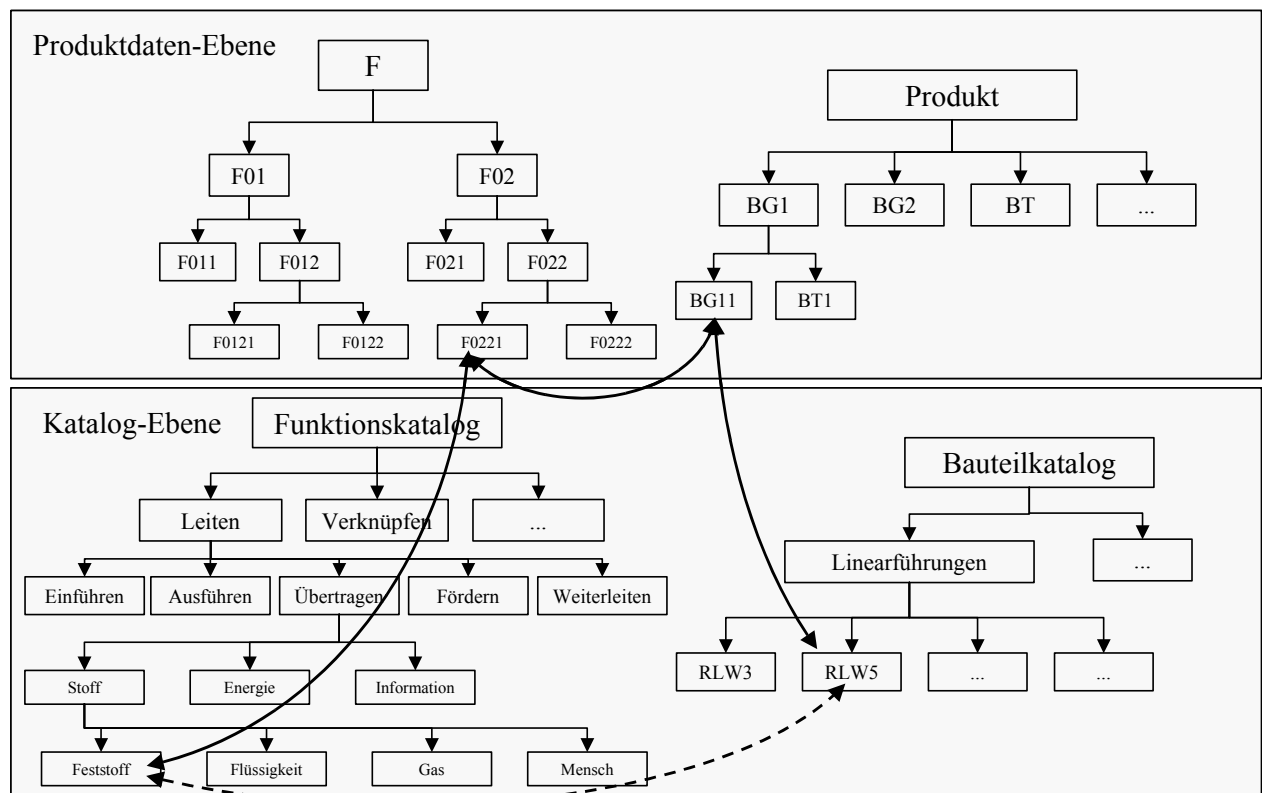 Produktdaten-Ebene
F
Produkt
F01
F02
BG1
BG2
BT
...
F011
F012
F021
F022
BG11
BT1
F0121
F0122
F0221
F0222
Katalog-Ebene
Funktionskatalog
Bauteilkatalog
Leiten
Verknüpfen
...
Linearführungen
...
Einführen
Ausführen
Übertragen
Fördern
Weiterleiten
Stoff
Energie
Information
RLW3
RLW5
...
...
Feststoff
Flüssigkeit
Gas
Mensch